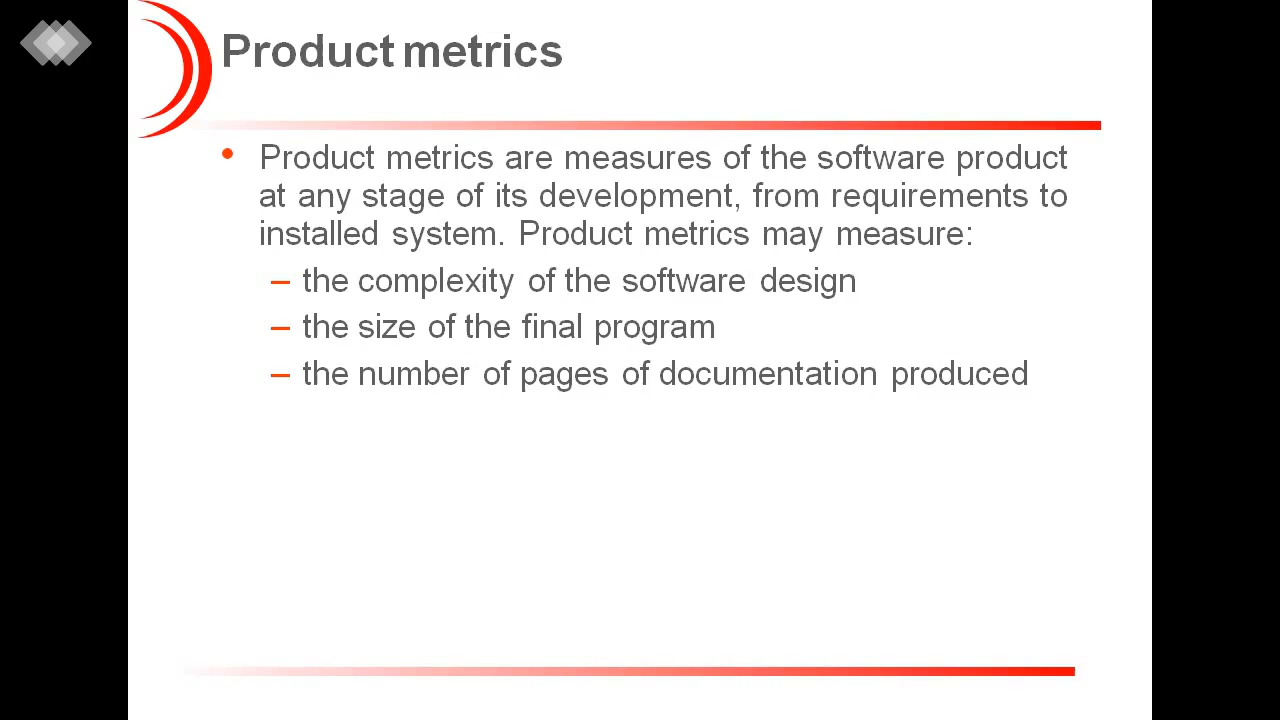 Product metrics
• Product metrics are measures of the software product
at any stage of its development, from requirements to
installed system. Product metrics may measure:
– the complexity of the software design
– the size of the final program
– the number of pages of documentation produced